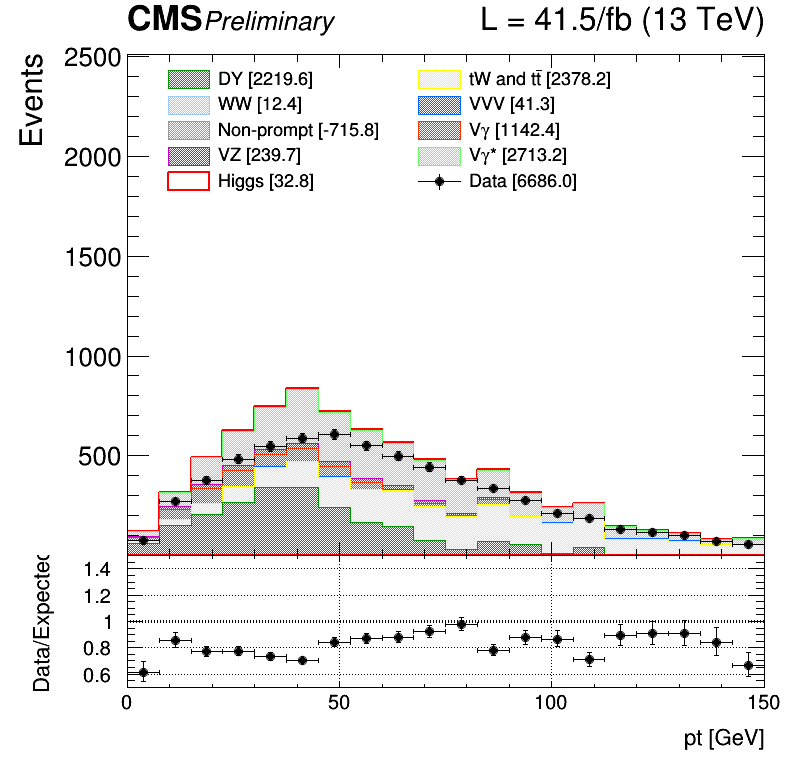 CMS Preliminary L = 41.5/fb (13 TeV)
Events
2500
2000
1500
1000
500
DY [2219.6]
WW [12.4]
Non-prompt [-715.8]
VZ [239.7]
Higgs [32.8]
tW and tt̄ [2378.2]
VVV [41.3]
Vγ [1142.4]
Vγ* [2713.2]
Data [6686.0]
Data/Expected
1.4
1.2
1
0.8
0.6
0 50 100 150
pt [GeV]